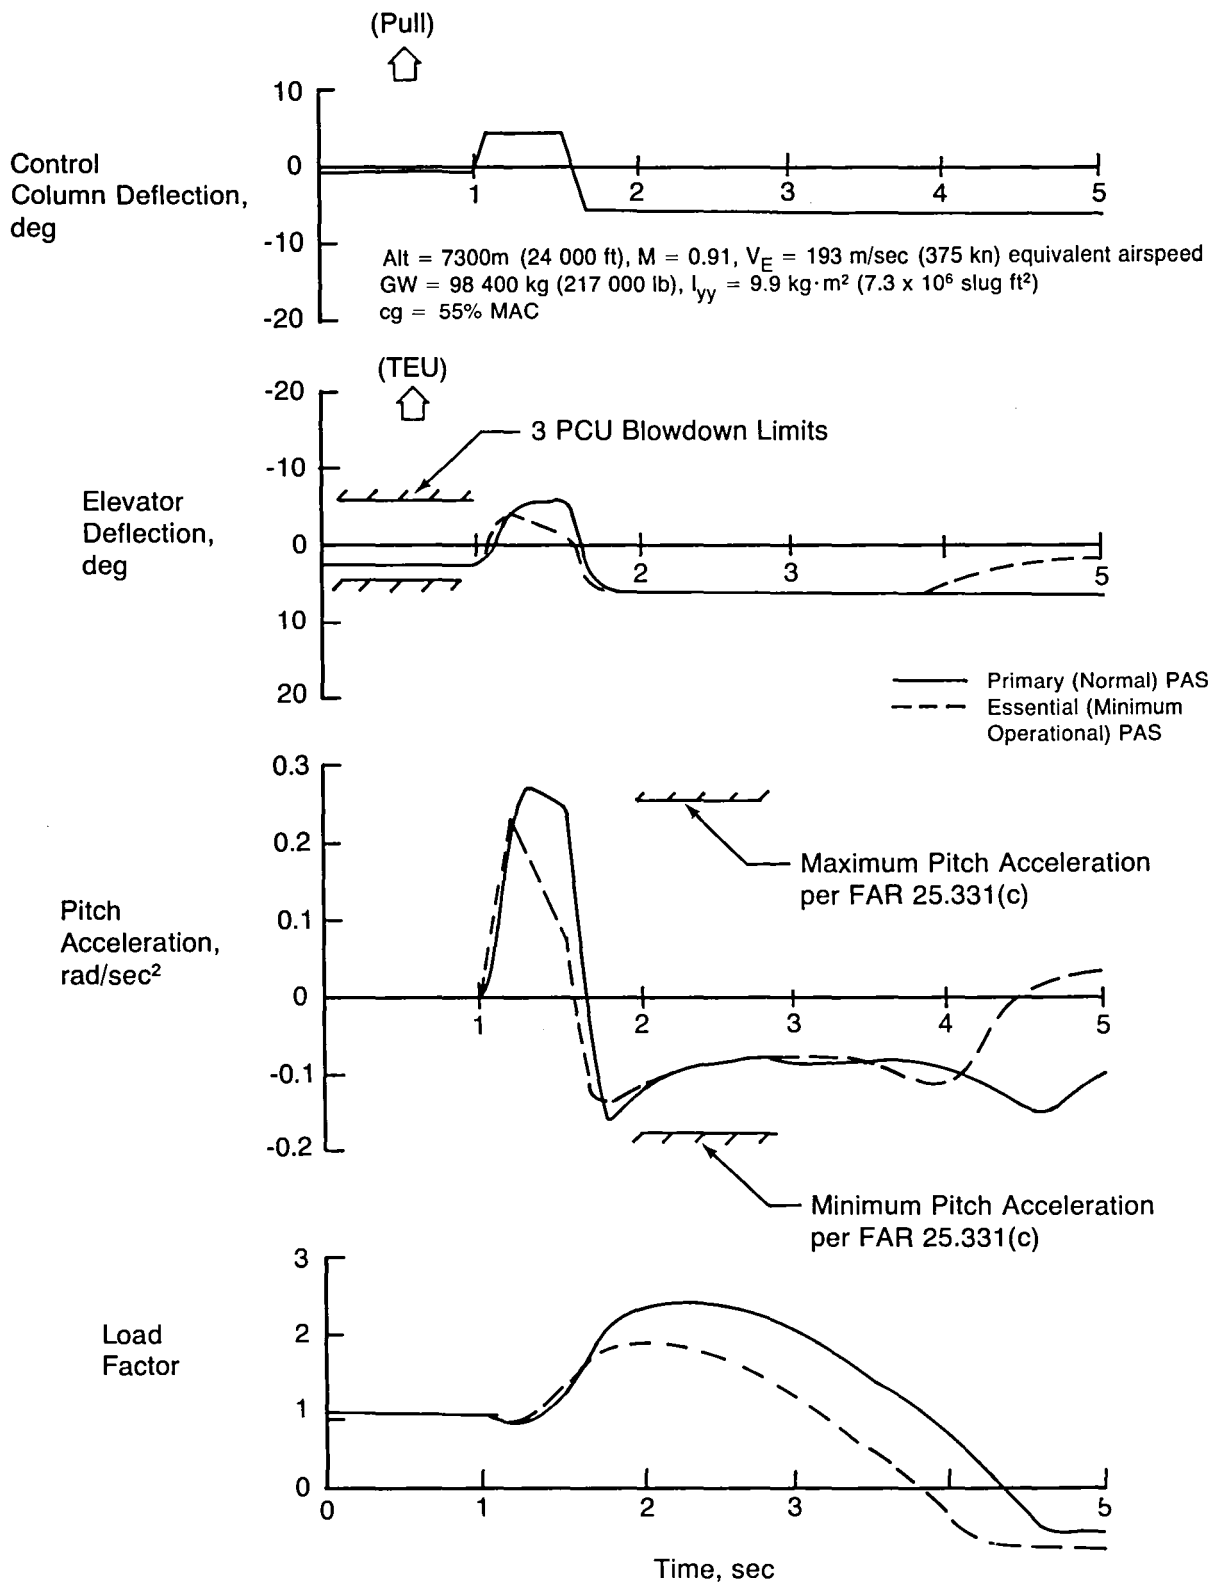 (Pull)
10
0
-10
-20
Control
Column Deflection,
deg
1
2
3
4
5
Alt = 7300m (24 000 ft), M = 0.91, V_E = 193 m/sec (375 kn) equivalent airspeed
GW = 98 400 kg (217 000 lb), I_yy = 9.9 kg·m² (7.3 x 10⁶ slug ft²)
cg = 55% MAC
(TEU)
-20
-10
0
10
20
3 PCU Blowdown Limits
Elevator
Deflection,
deg
1
2
3
4
5
Primary (Normal) PAS
Essential (Minimum
Operational) PAS
0.3
0.2
0.1
0
-0.1
-0.2
Maximum Pitch Acceleration
per FAR 25.331(c)
Pitch
Acceleration,
rad/sec²
1
2
3
4
5
Minimum Pitch Acceleration
per FAR 25.331(c)
3
2
1
0
Load
Factor
0
1
2
3
4
5
Time, sec